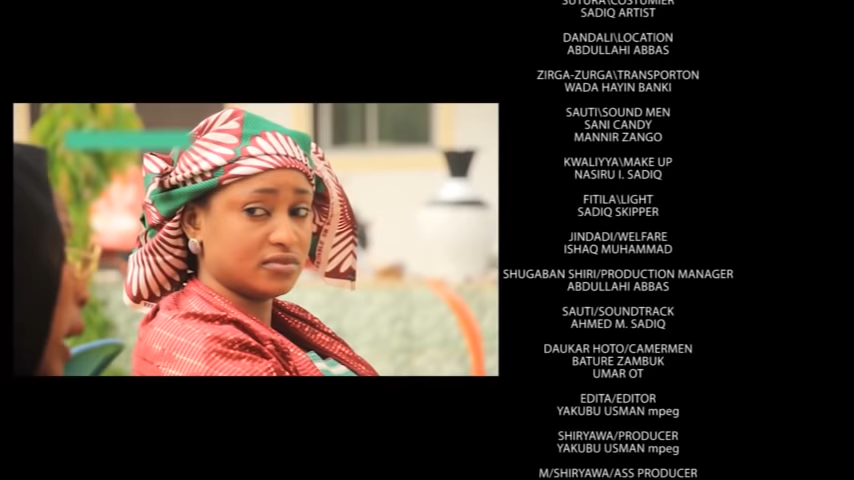 SUTURA\COSTUMIER
SADIQ ARTIST
DANDALI\LOCATION
ABDULLAHI ABBAS
ZIRGA-ZURGA\TRANSPORTON
WADA HAYIN BANKI
SAUTI\SOUND MEN
SANI CANDY
MANNIR ZANGO
KWALIYYA\MAKE UP
NASIRU I. SADIQ
FITILA\LIGHT
SADIQ SKIPPER
JINDADI/WELFARE
ISHAQ MUHAMMAD
SHUGABAN SHIRI/PRODUCTION MANAGER
ABDULLAHI ABBAS
SAUTI/SOUNDTRACK
AHMED M. SADIQ
DAUKAR HOTO/CAMERMEN
BATURE ZAMBUK
UMAR OT
EDITA/EDITOR
YAKUBU USMAN mpeg
SHIRYAWA/PRODUCER
YAKUBU USMAN mpeg
M/SHIRYAWA/ASS PRODUCER